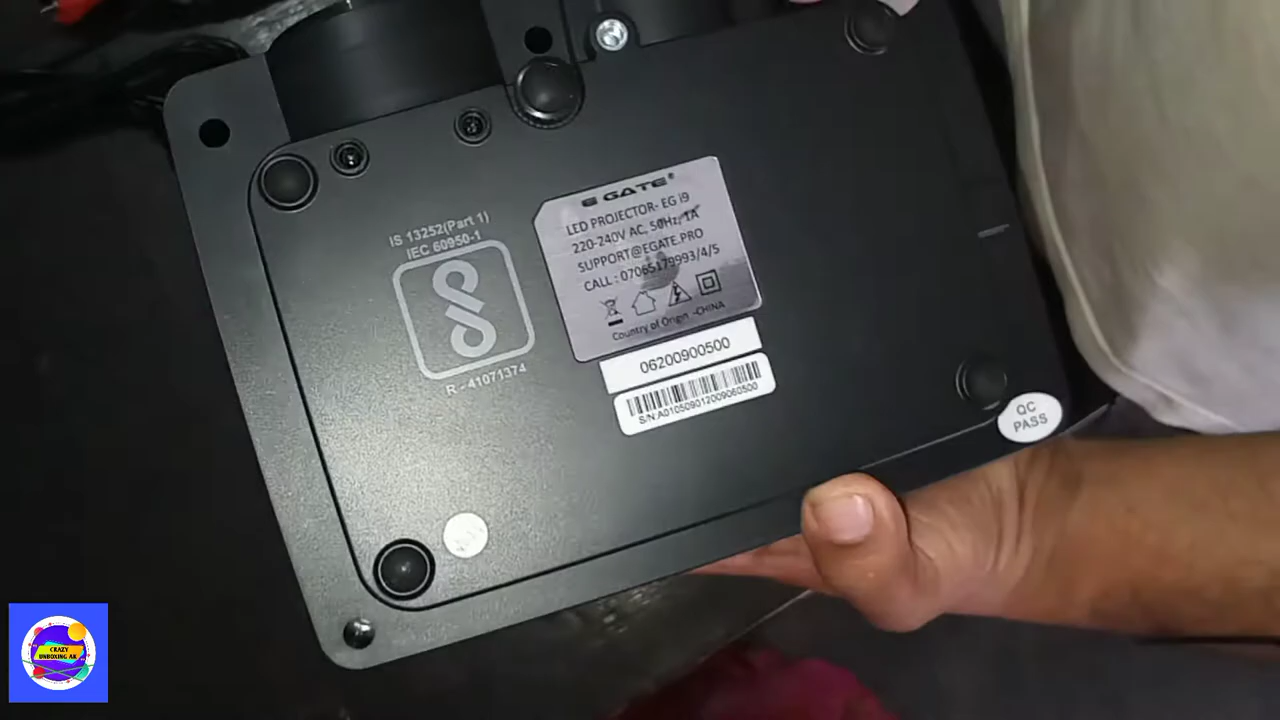 IS 13252(Part 1)
IEC 60950-1
R - 41071374
E GATE®
LED PROJECTOR- EG i9
220-240V AC, 50Hz, 1A
SUPPORT@EGATE.PRO
CALL : 07065179993/4/5
Country of Origin -CHINA
06200900500
S/N:A010509012009060500
QC
PASS
CRAZY
UNBOXING AK